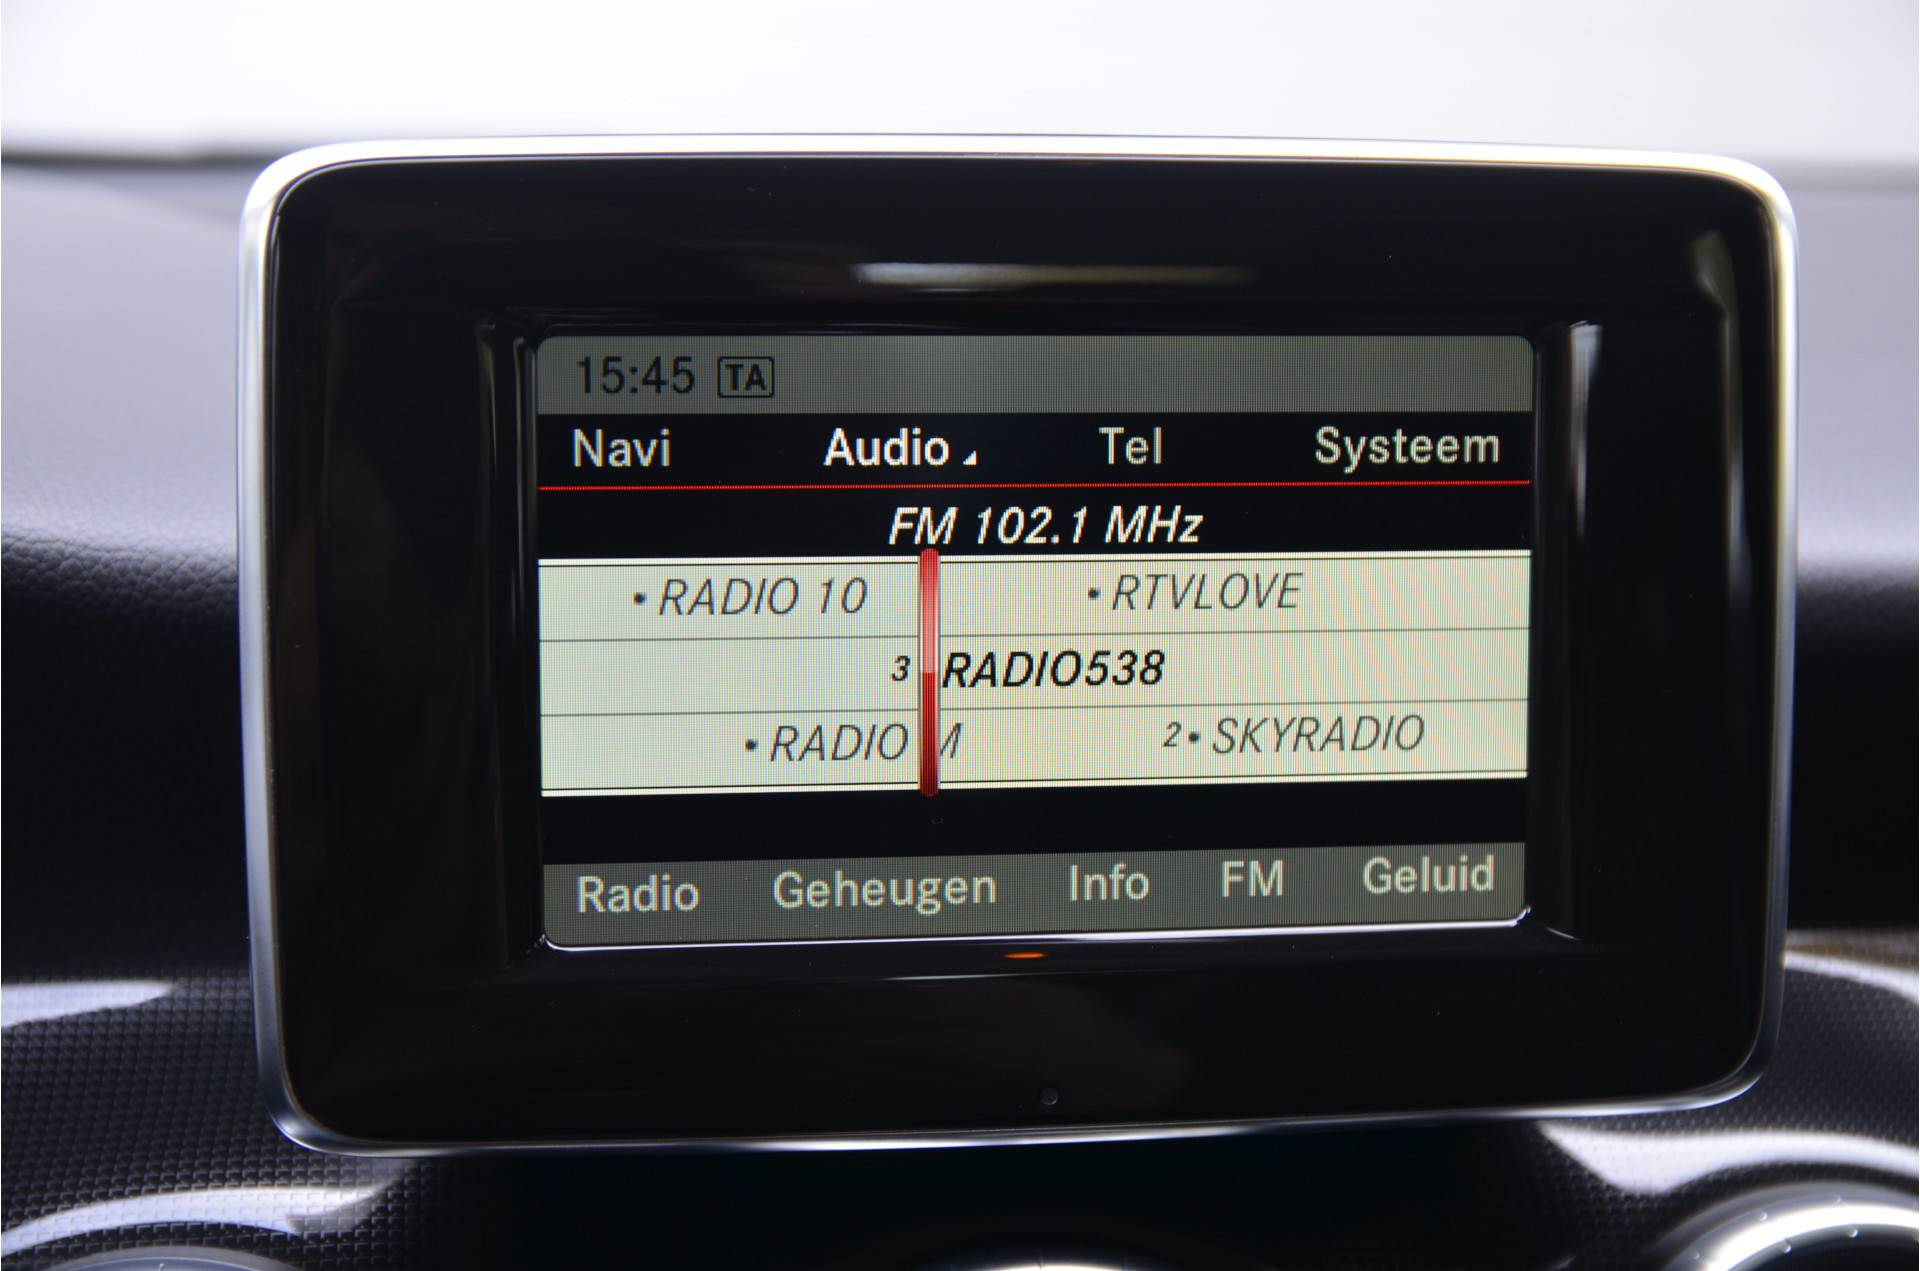 15:45 TA
Navi Audio Tel Systeem
FM 102.1 MHz
• RADIO 10 • RTVLOVE
3 RADIO538
• RADIO M 2• SKYRADIO
Radio Geheugen Info FM Geluid